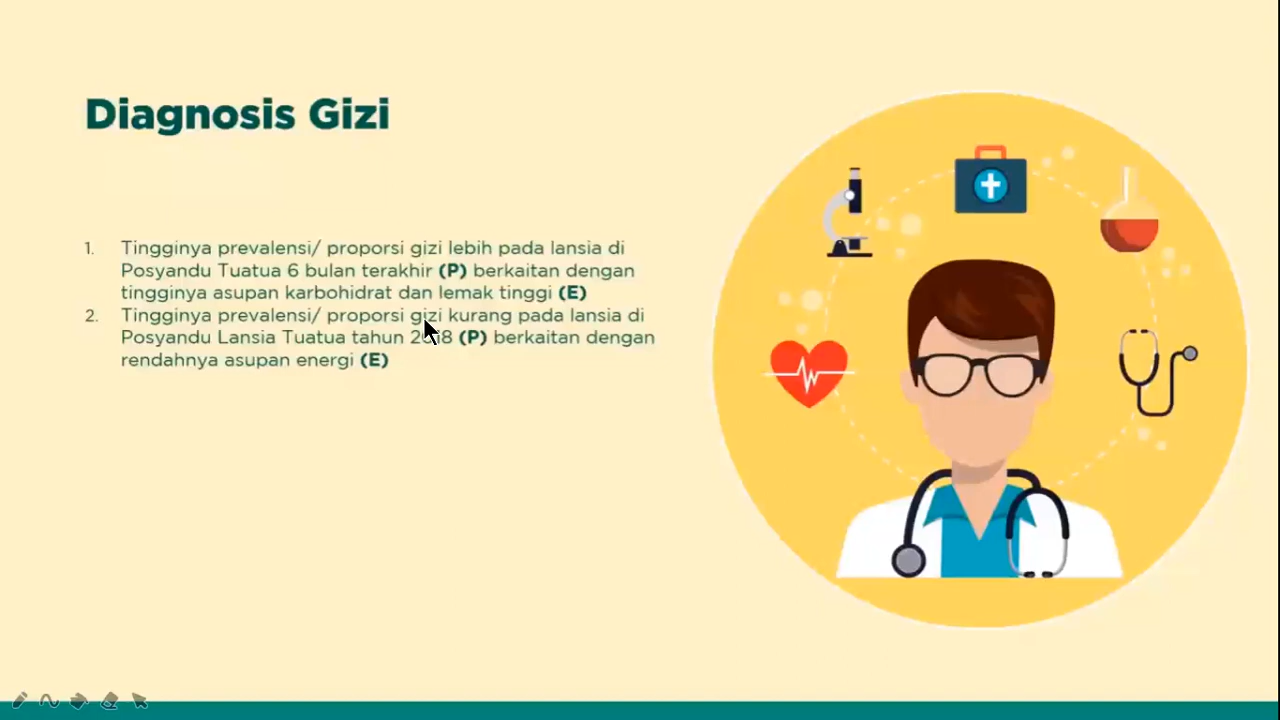 Diagnosis Gizi
1. Tingginya prevalensi/ proporsi gizi lebih pada lansia di
Posyandu Tuatua 6 bulan terakhir (P) berkaitan dengan
tingginya asupan karbohidrat dan lemak tinggi (E)
2. Tingginya prevalensi/ proporsi gizi kurang pada lansia di
Posyandu Lansia Tuatua tahun 2018 (P) berkaitan dengan
rendahnya asupan energi (E)